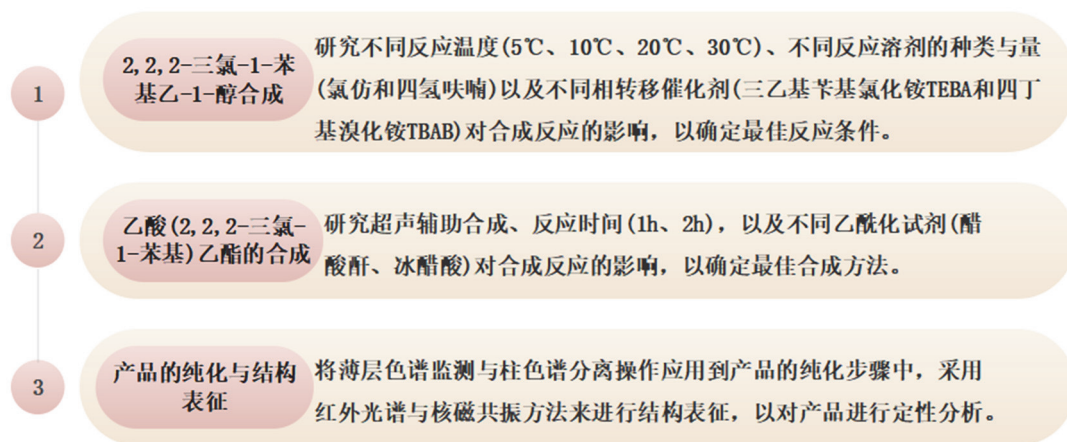 1
2,2,2-三氯-1-苯
基乙-1-醇合成
研究不同反应温度(5℃、10℃、20℃、30℃)、不同反应溶剂的种类与量
(氯仿和四氢呋喃)以及不同相转移催化剂(三乙基苄基氯化铵TEBA和四丁
基溴化铵TBAB)对合成反应的影响，以确定最佳反应条件。
2
乙酸(2,2,2-三氯-
1-苯基)乙酯的合成
研究超声辅助合成、反应时间(1h、2h)，以及不同乙酰化试剂(醋
酸酐、冰醋酸)对合成反应的影响，以确定最佳合成方法。
3
产品的纯化与结构
表征
将薄层色谱监测与柱色谱分离操作应用到产品的纯化步骤中，采用
红外光谱与核磁共振方法来进行结构表征，以对产品进行定性分析。